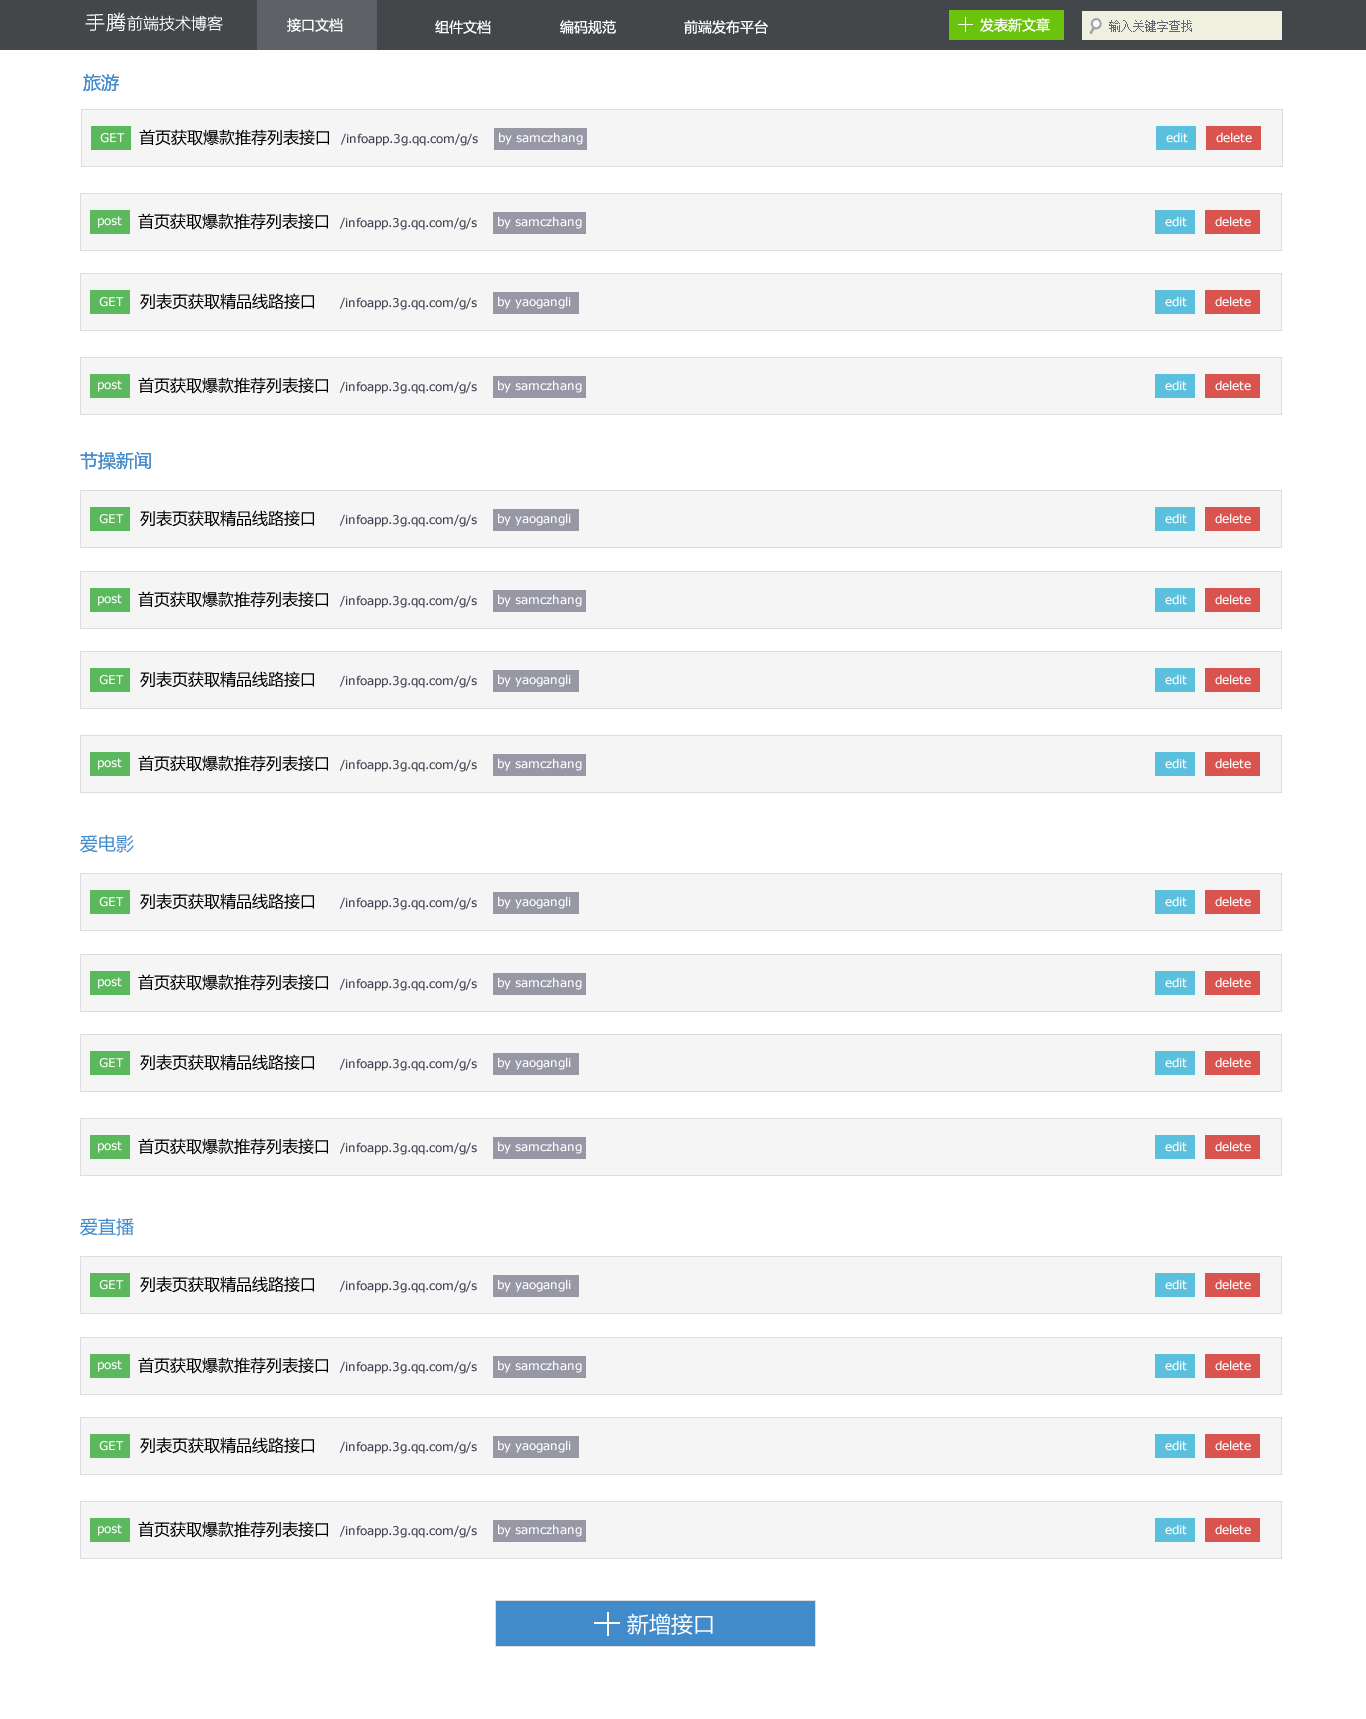 手腾前端技术博客 接口文档 组件文档 编码规范 前端发布平台 发表新文章 输入关键字查找
旅游
GET 首页获取爆款推荐列表接口 /infoapp.3g.qq.com/g/s by samczhang edit delete
post 首页获取爆款推荐列表接口 /infoapp.3g.qq.com/g/s by samczhang edit delete
GET 列表页获取精品线路接口 /infoapp.3g.qq.com/g/s by yaogangli edit delete
post 首页获取爆款推荐列表接口 /infoapp.3g.qq.com/g/s by samczhang edit delete
节操新闻
GET 列表页获取精品线路接口 /infoapp.3g.qq.com/g/s by yaogangli edit delete
post 首页获取爆款推荐列表接口 /infoapp.3g.qq.com/g/s by samczhang edit delete
GET 列表页获取精品线路接口 /infoapp.3g.qq.com/g/s by yaogangli edit delete
post 首页获取爆款推荐列表接口 /infoapp.3g.qq.com/g/s by samczhang edit delete
爱电影
GET 列表页获取精品线路接口 /infoapp.3g.qq.com/g/s by yaogangli edit delete
post 首页获取爆款推荐列表接口 /infoapp.3g.qq.com/g/s by samczhang edit delete
GET 列表页获取精品线路接口 /infoapp.3g.qq.com/g/s by yaogangli edit delete
post 首页获取爆款推荐列表接口 /infoapp.3g.qq.com/g/s by samczhang edit delete
爱直播
GET 列表页获取精品线路接口 /infoapp.3g.qq.com/g/s by yaogangli edit delete
post 首页获取爆款推荐列表接口 /infoapp.3g.qq.com/g/s by samczhang edit delete
GET 列表页获取精品线路接口 /infoapp.3g.qq.com/g/s by yaogangli edit delete
post 首页获取爆款推荐列表接口 /infoapp.3g.qq.com/g/s by samczhang edit delete
新增接口